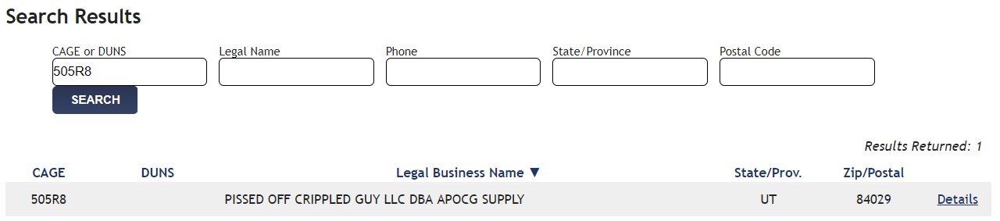 Search Results
CAGE or DUNS Legal Name Phone State/Province Postal Code
505R8
SEARCH
Results Returned: 1
CAGE DUNS Legal Business Name ▼ State/Prov. Zip/Postal
505R8 PISSED OFF CRIPPLED GUY LLC DBA APOCG SUPPLY UT 84029 Details